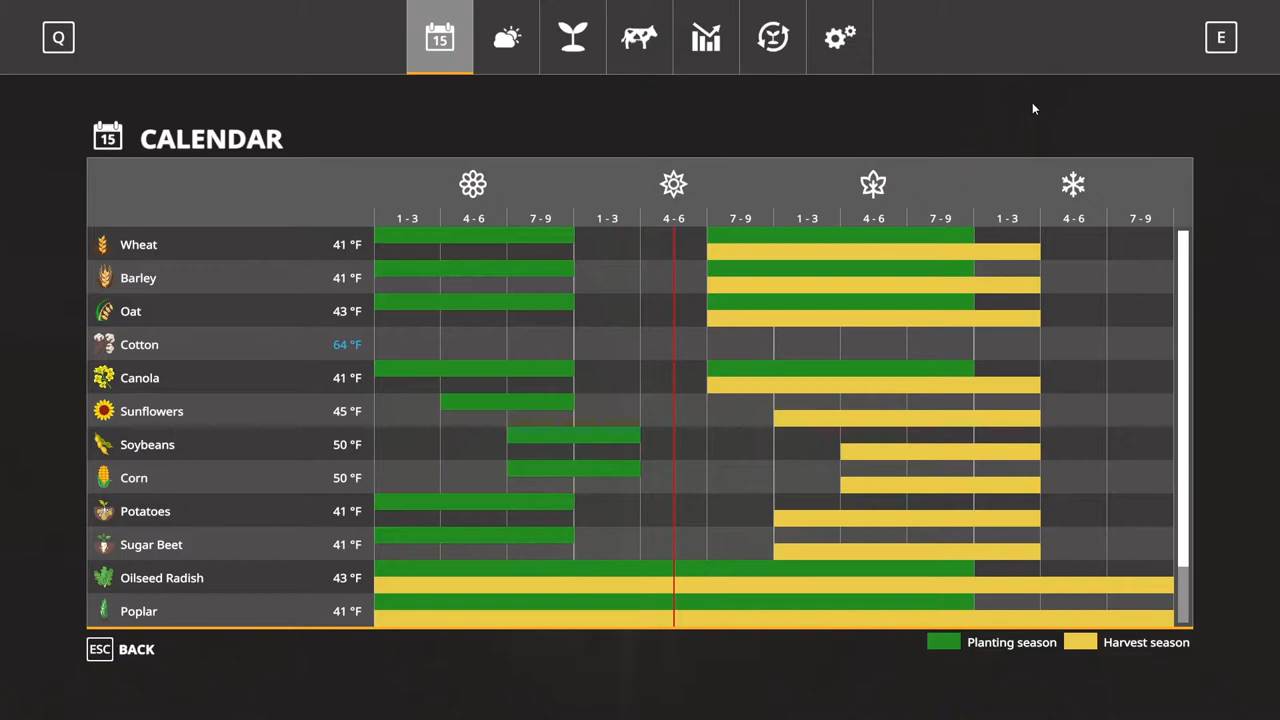 Q
15
E
15 CALENDAR
1 - 3 4 - 6 7 - 9 1 - 3 4 - 6 7 - 9 1 - 3 4 - 6 7 - 9 1 - 3 4 - 6 7 - 9
Wheat 41 °F
Barley 41 °F
Oat 43 °F
Cotton 64 °F
Canola 41 °F
Sunflowers 45 °F
Soybeans 50 °F
Corn 50 °F
Potatoes 41 °F
Sugar Beet 41 °F
Oilseed Radish 43 °F
Poplar 41 °F
ESC BACK
Planting season Harvest season